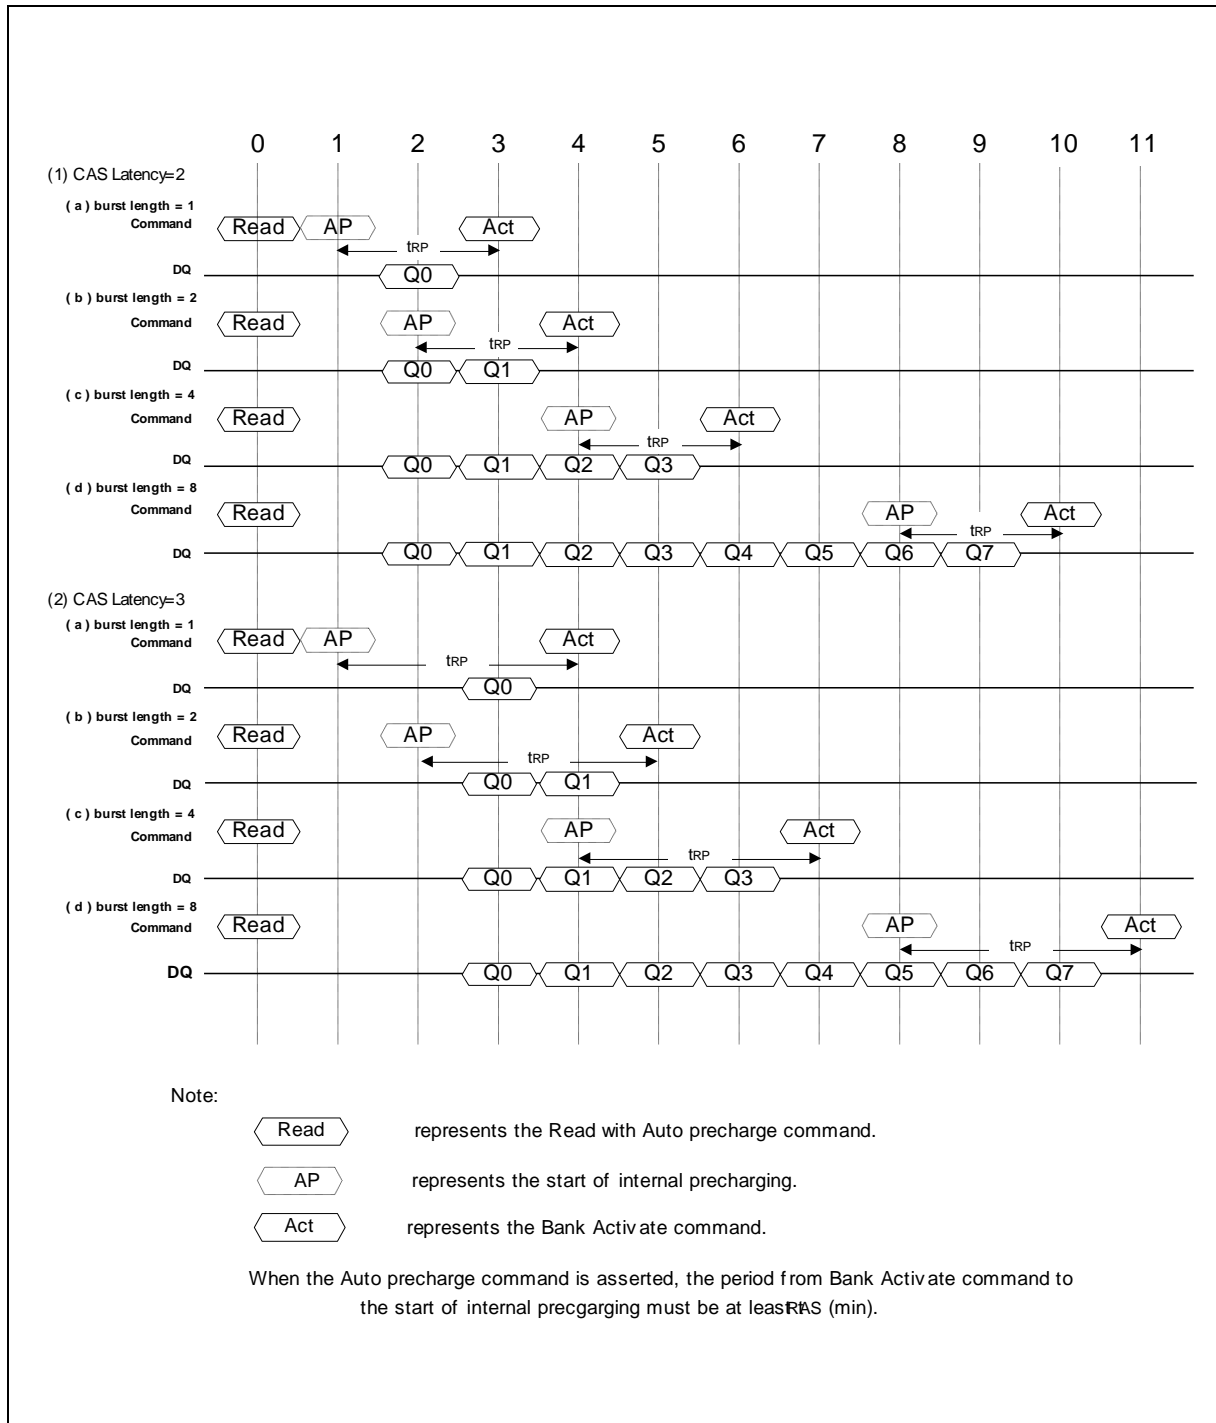 0 1 2 3 4 5 6 7 8 9 10 11
(1) CAS Latency=2
( a ) burst length = 1
Command Read AP Act
tRP
DQ Q0
( b ) burst length = 2
Command Read AP Act
tRP
DQ Q0 Q1
( c ) burst length = 4
Command Read AP Act
tRP
DQ Q0 Q1 Q2 Q3
( d ) burst length = 8
Command Read AP Act
tRP
DQ Q0 Q1 Q2 Q3 Q4 Q5 Q6 Q7
(2) CAS Latency=3
( a ) burst length = 1
Command Read AP Act
tRP
DQ Q0
( b ) burst length = 2
Command Read AP Act
tRP
DQ Q0 Q1
( c ) burst length = 4
Command Read AP Act
tRP
DQ Q0 Q1 Q2 Q3
( d ) burst length = 8
Command Read AP Act
tRP
DQ Q0 Q1 Q2 Q3 Q4 Q5 Q6 Q7
Note:
Read represents the Read with Auto precharge command.
AP represents the start of internal precharging.
Act represents the Bank Activate command.
When the Auto precharge command is asserted, the period from Bank Activate command to
the start of internal precgarging must be at least tRAS (min).